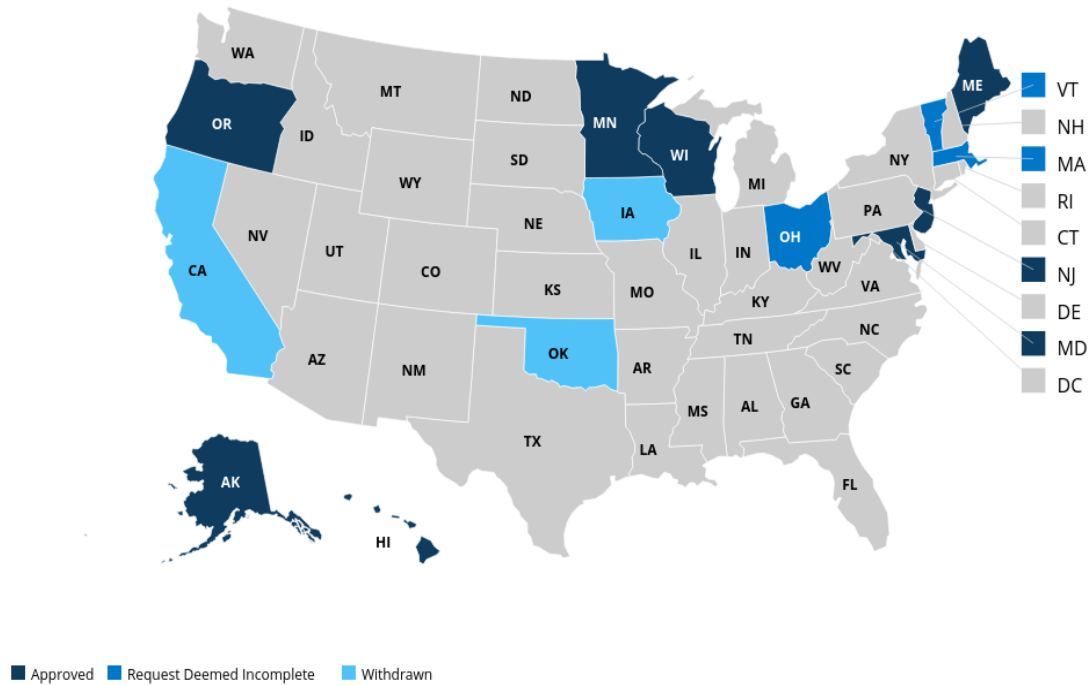 WA
MT
ND
MN
ME
VT
OR
ID
SD
WI
NY
NH
WY
MI
MA
IA
PA
RI
NV
NE
OH
CT
UT
IL
IN
WV
NJ
CA
CO
KS
MO
VA
DE
KY
NC
MD
AZ
NM
OK
TN
AR
SC
DC
MS
AL
GA
TX
LA
FL
AK
HI
Approved Request Deemed Incomplete Withdrawn